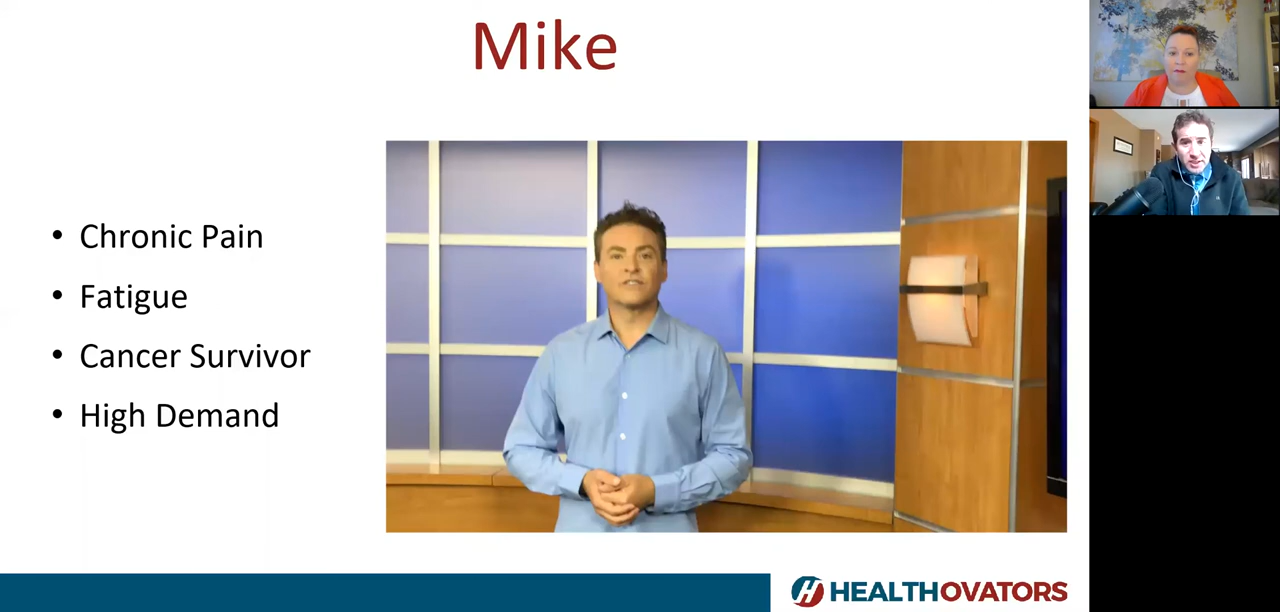 Mike
• Chronic Pain
• Fatigue
• Cancer Survivor
• High Demand
HEALTHOVATORS